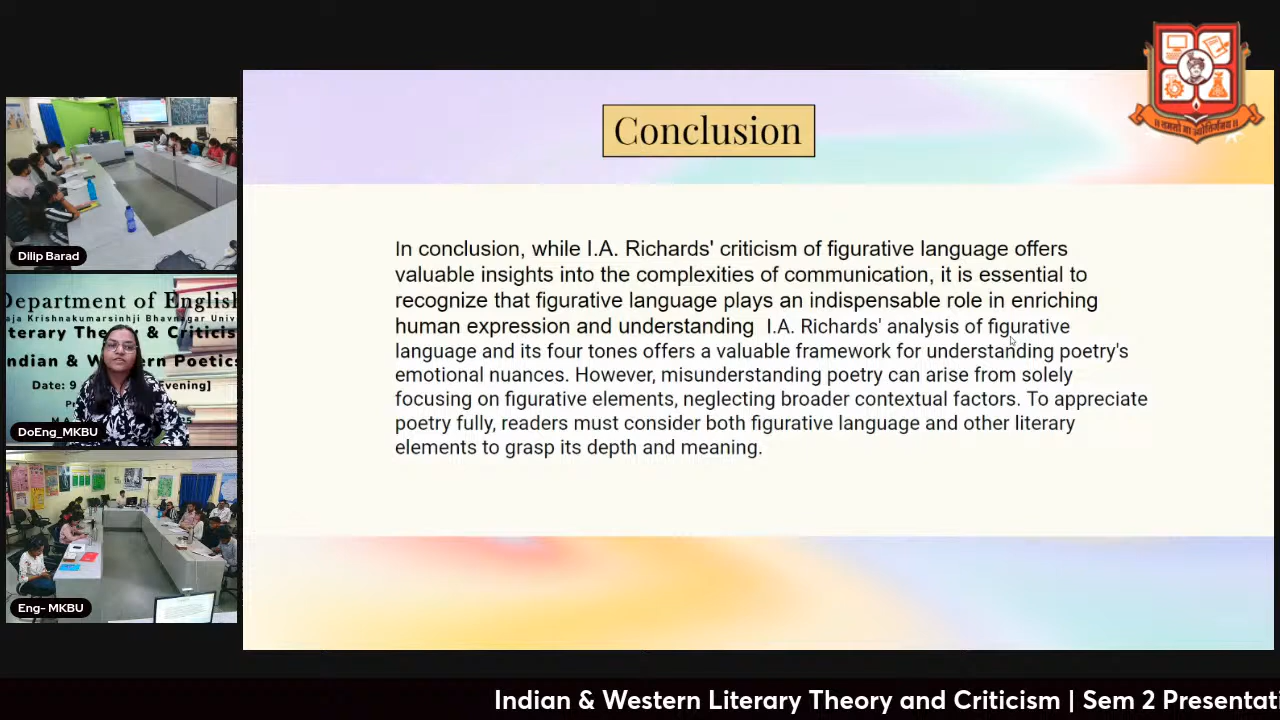 Conclusion
In conclusion, while I.A. Richards' criticism of figurative language offers
valuable insights into the complexities of communication, it is essential to
recognize that figurative language plays an indispensable role in enriching
human expression and understanding I.A. Richards' analysis of figurative
language and its four tones offers a valuable framework for understanding poetry's
emotional nuances. However, misunderstanding poetry can arise from solely
focusing on figurative elements, neglecting broader contextual factors. To appreciate
poetry fully, readers must consider both figurative language and other literary
elements to grasp its depth and meaning.
Dilip Barad
Department of English
aja Krishnakumarsinhji Bhavnagar Univ
terary Theory & Criticis
Indian & Western Poetics
Date: 9
Evening]
DoEng_MKBU
Eng- MKBU
Indian & Western Literary Theory and Criticism | Sem 2 Presentati